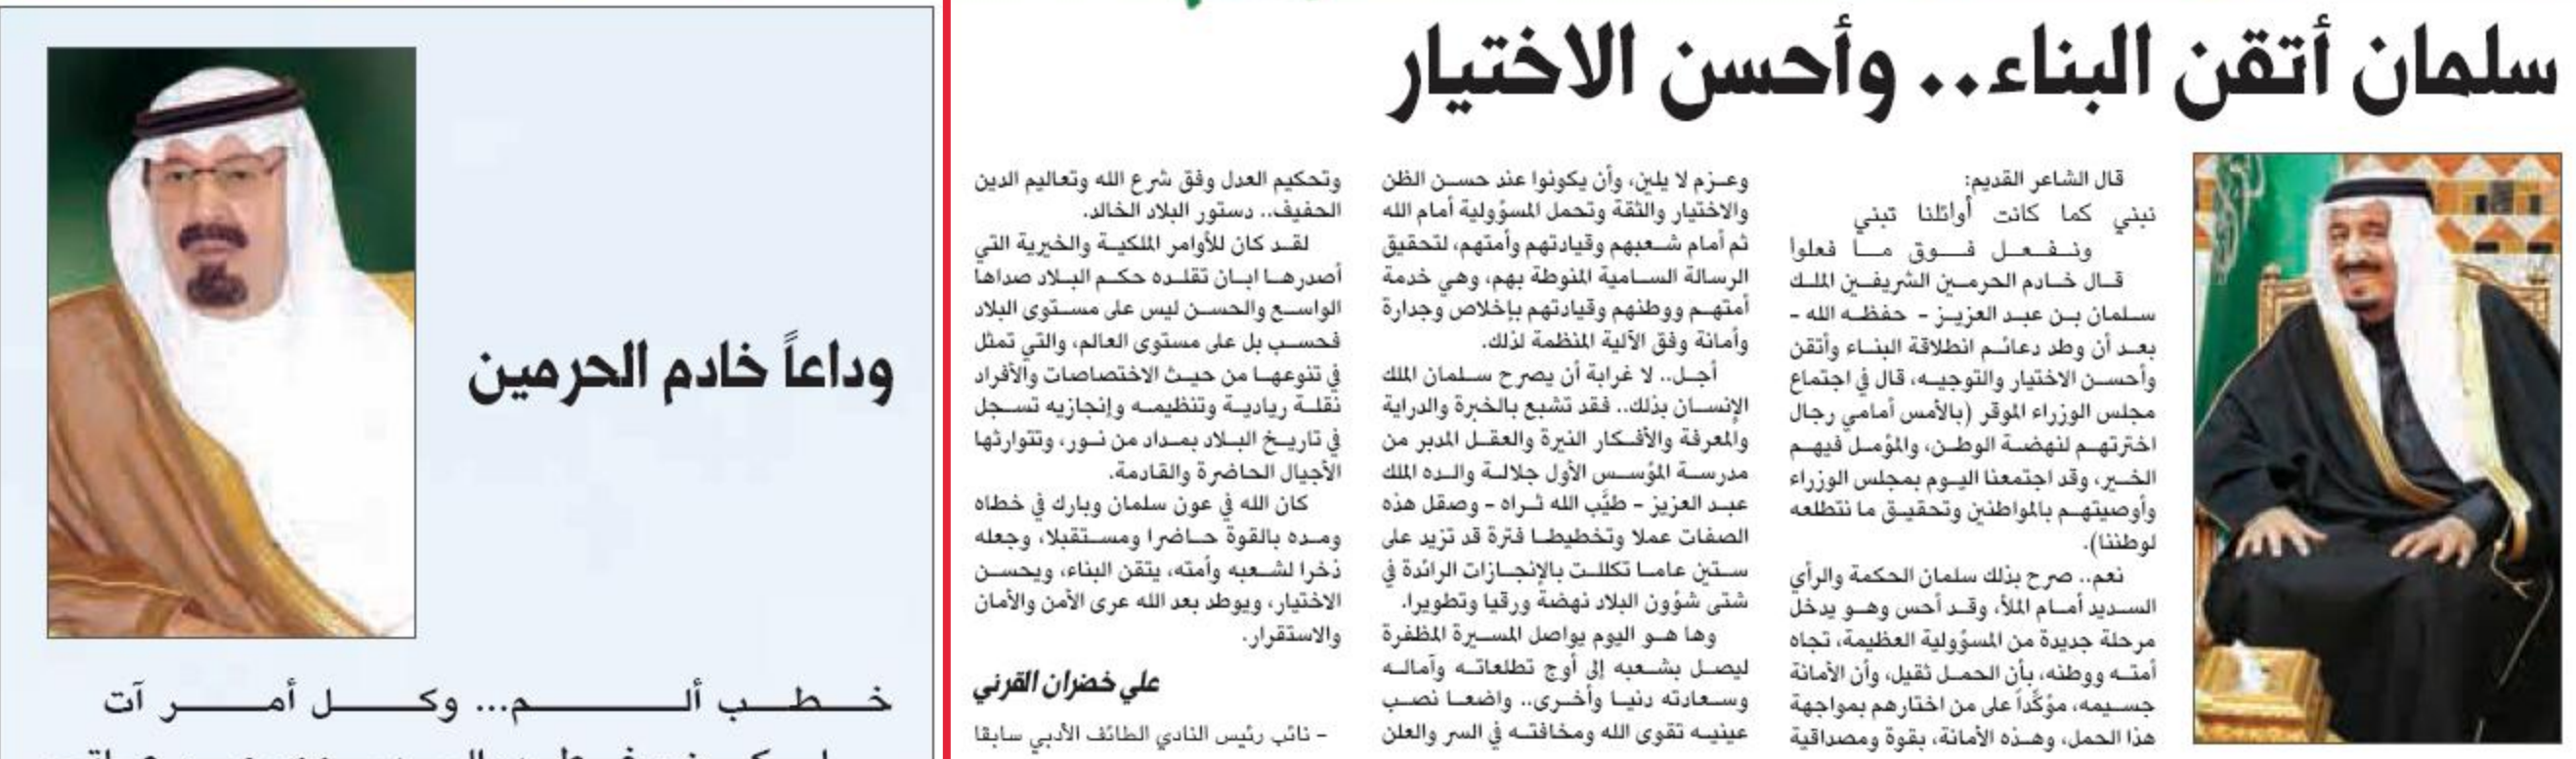 سلمان أتقن البناء.. وأحسن الاختيار
قال الشاعر القديم:
نبني كما كانت أوائلنا تبني
ونفعل فوق ما فعلوا
قال خادم الحرمين الشريفين الملك
سلمان بن عبد العزيز - حفظه الله -
بعد أن وطد دعائم انطلاقة البناء وأتقن
وأحسن الاختيار والتوجيه، قال في اجتماع
مجلس الوزراء الموقر (بالأمس أمامي رجال
اخترتهم لنهضة الوطن، والمؤمل فيهم
الخير، وقد اجتمعنا اليوم بمجلس الوزراء
وأوصيتهم بالمواطنين وتحقيق ما نتطلعه
لوطننا).
نعم.. صرح بذلك سلمان الحكمة والرأي
السديد أمام الملأ، وقد أحس وهو يدخل
مرحلة جديدة من المسؤولية العظيمة، تجاه
أمته ووطنه، بأن الحمل ثقيل، وأن الأمانة
جسيمه، مؤكَّداً على من اختارهم بمواجهة
هذا الحمل، وهذه الأمانة، بقوة ومصداقية
وعزم لا يلين، وأن يكونوا عند حسن الظن
والاختيار والثقة وتحمل المسؤولية أمام الله
ثم أمام شعبهم وقيادتهم وأمتهم، لتحقيق
الرسالة السامية المنوطة بهم، وهي خدمة
أمتهم ووطنهم وقيادتهم بإخلاص وجدارة
وأمانة وفق الآلية المنظمة لذلك.
أجل.. لا غرابة أن يصرح سلمان الملك
الإنسان بذلك.. فقد تشبع بالخبرة والدراية
والمعرفة والأفكار النيرة والعقل المدبر من
مدرسة المؤسس الأول جلالة والده الملك
عبد العزيز - طيَّب الله ثراه - وصقل هذه
الصفات عملا وتخطيطا فترة قد تزيد على
ستين عاما تكللت بالإنجازات الرائدة في
شتى شؤون البلاد نهضة ورقيا وتطويرا.
وها هو اليوم يواصل المسيرة المظفرة
ليصل بشعبه إلى أوج تطلعاته وآماله
وسعادته دنيا وأخرى.. واضعا نصب
عينيه تقوى الله ومخافته في السر والعلن
وتحكيم العدل وفق شرع الله وتعاليم الدين
الحفيف.. دستور البلاد الخالد.
لقد كان للأوامر الملكية والخيرية التي
أصدرها ابان تقلده حكم البلاد صداها
الواسع والحسن ليس على مستوى البلاد
فحسب بل على مستوى العالم، والتي تمثل
في تنوعها من حيث الاختصاصات والأفراد
نقلة ريادية وتنظيمه وإنجازيه تسجل
في تاريخ البلاد بمداد من نور، وتتوارثها
الأجيال الحاضرة والقادمة.
كان الله في عون سلمان وبارك في خطاه
ومده بالقوة حاضرا ومستقبلا، وجعله
ذخرا لشعبه وأمته، يتقن البناء، ويحسن
الاختيار، ويوطد بعد الله عرى الأمن والأمان
والاستقرار.
علي خضران القرني
- نائب رئيس النادي الطائف الأدبي سابقا
وداعاً خادم الحرمين
خطب ألم... وكل أمر آت